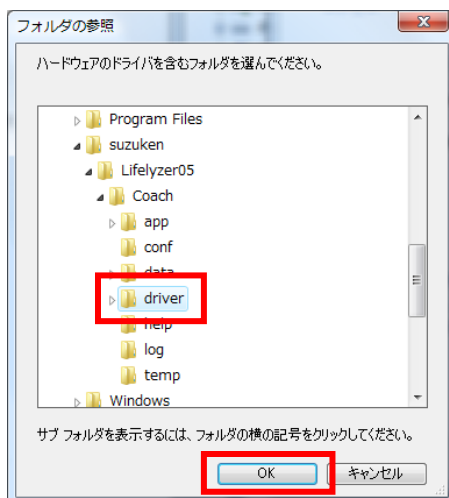 フォルダの参照
ハードウェアのドライバを含むフォルダを選んでください。
Program Files
suzuken
Lifelyzer05
Coach
app
conf
data
driver
help
log
temp
Windows
サブ フォルダを表示するには、フォルダの横の記号をクリックしてください。
OK
キャンセル